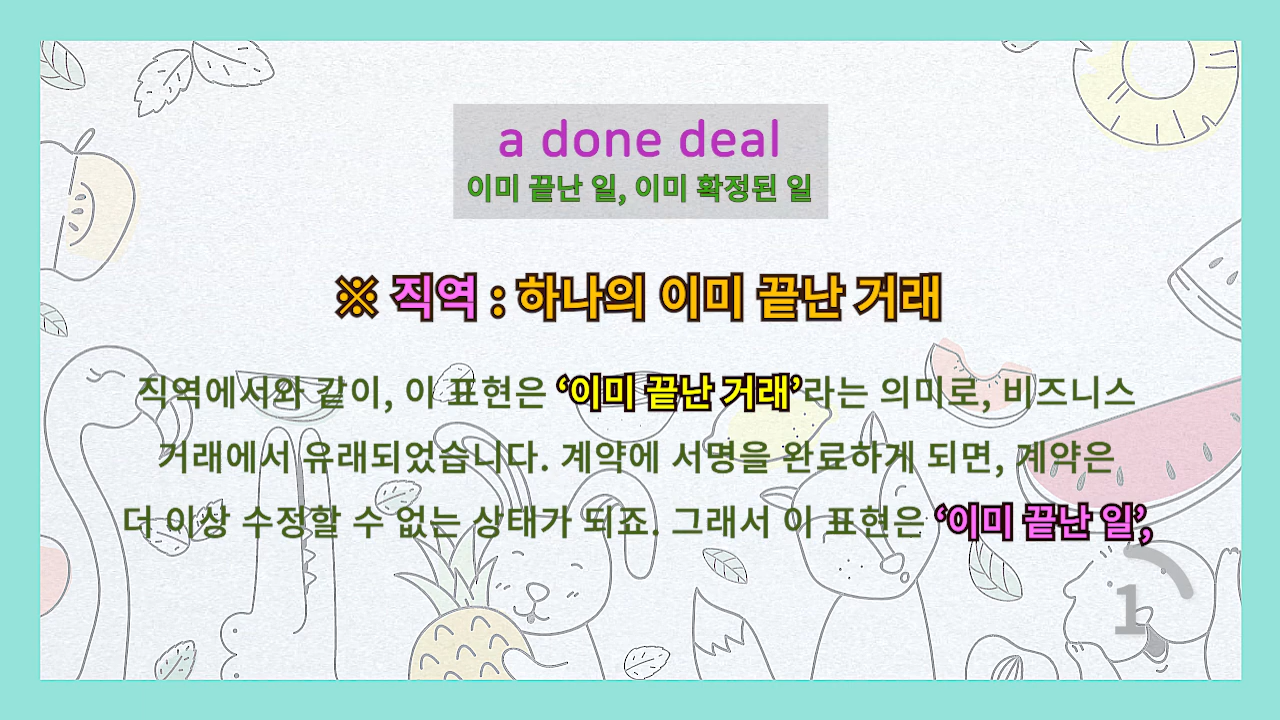 a done deal
이미 끝난 일, 이미 확정된 일
※ 직역 : 하나의 이미 끝난 거래
직역에서와 같이, 이 표현은 ‘이미 끝난 거래’라는 의미로, 비즈니스
거래에서 유래되었습니다. 계약에 서명을 완료하게 되면, 계약은
더 이상 수정할 수 없는 상태가 되죠. 그래서 이 표현은 ‘이미 끝난 일’,
1